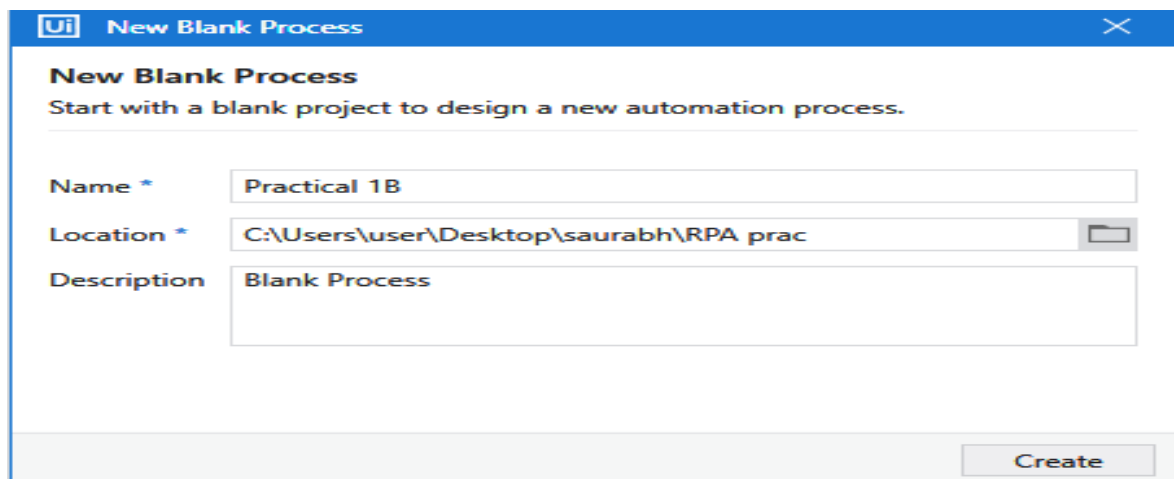 Ui New Blank Process
New Blank Process
Start with a blank project to design a new automation process.
Name * Practical 1B
Location * C:\Users\user\Desktop\saurabh\RPA prac
Description Blank Process
Create